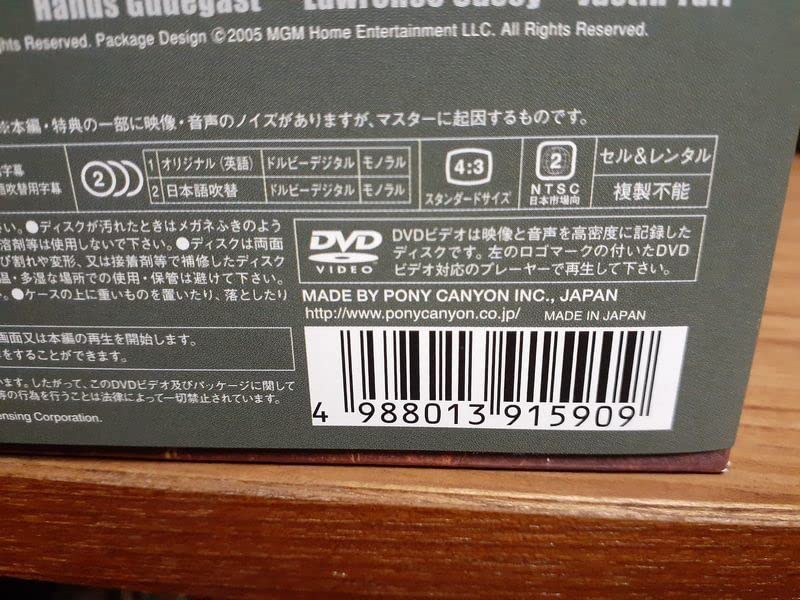 Hans Gudegast Lawrence Casey Justin Tarr
ghts Reserved. Package Design ©2005 MGM Home Entertainment LLC. All Rights Reserved.
※本編・特典の一部に映像・音声のノイズがありますが、マスターに起因するものです。
字幕
語吹替用字幕
2
1 オリジナル (英語) ドルビーデジタル モノラル
2 日本語吹替 ドルビーデジタル モノラル
4:3
スタンダードサイズ
2
NTSC
日本市場向
セル&レンタル
複製不能
さい。●ディスクが汚れたときはメガネふきのよう
溶剤等は使用しないで下さい。●ディスクは両面
び割れや変形、又は接着剤等で補修したディスク
温・多湿な場所での使用・保管は避けて下さい。
い。●ケースの上に重いものを置いたり、落としたり
DVD
VIDEO
DVDビデオは映像と音声を高密度に記録した
ディスクです。左のロゴマークの付いたDVD
ビデオ対応のプレーヤーで再生して下さい。
MADE BY PONY CANYON INC., JAPAN
http://www.ponycanyon.co.jp/ MADE IN JAPAN
画面又は本編の再生を開始します。
をすることができます。
います。したがって、このDVDビデオ及びパッケージに関して
等の行為を行うことは法律によって一切禁止されています。
ensing Corporation.
4 988013 915909